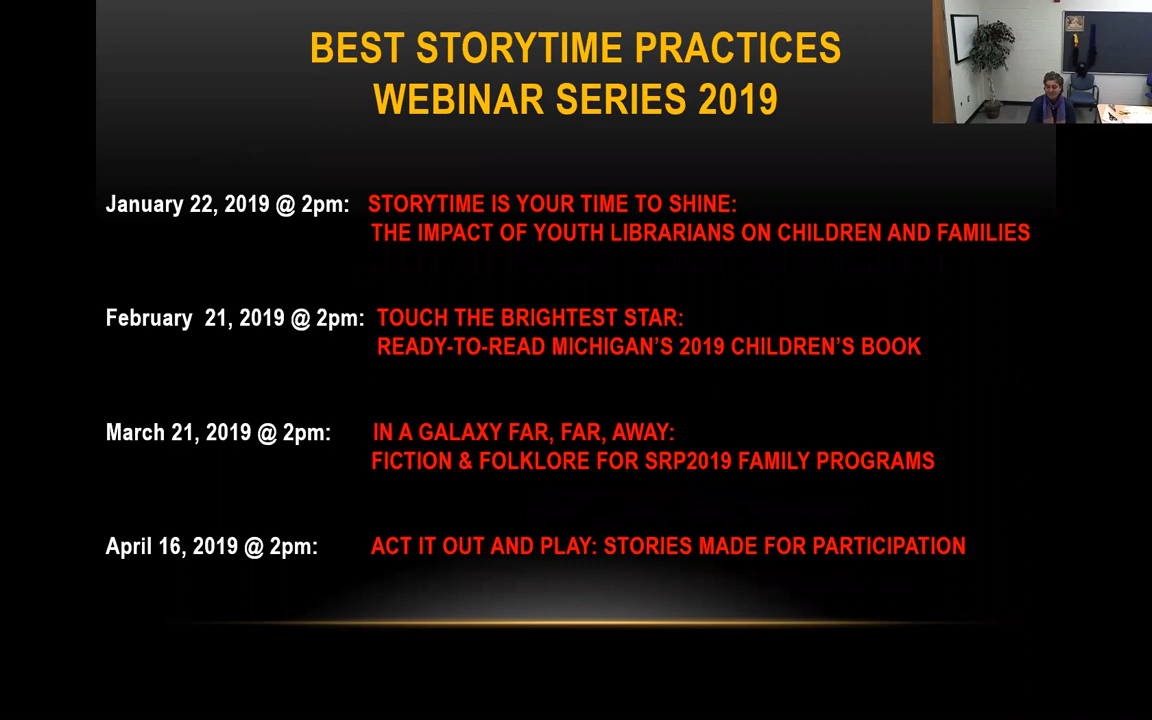 BEST STORYTIME PRACTICES
WEBINAR SERIES 2019
January 22, 2019 @ 2pm: STORYTIME IS YOUR TIME TO SHINE:
THE IMPACT OF YOUTH LIBRARIANS ON CHILDREN AND FAMILIES
February 21, 2019 @ 2pm: TOUCH THE BRIGHTEST STAR:
READY-TO-READ MICHIGAN'S 2019 CHILDREN'S BOOK
March 21, 2019 @ 2pm: IN A GALAXY FAR, FAR, AWAY:
FICTION & FOLKLORE FOR SRP2019 FAMILY PROGRAMS
April 16, 2019 @ 2pm: ACT IT OUT AND PLAY: STORIES MADE FOR PARTICIPATION